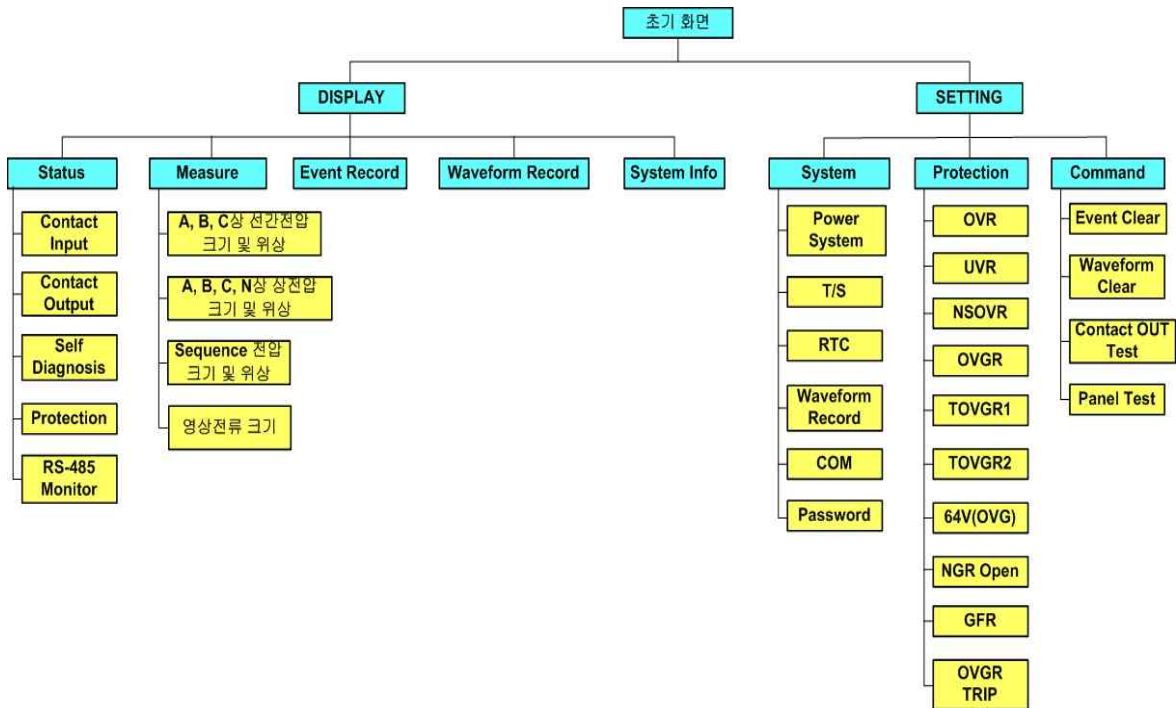 초기 화면
DISPLAY
SETTING
Status
Measure
Event Record
Waveform Record
System Info
System
Protection
Command
Contact
Input
Contact
Output
Self
Diagnosis
Protection
RS-485
Monitor
A, B, C상 선간전압
크기 및 위상
A, B, C, N상 상전압
크기 및 위상
Sequence 전압
크기 및 위상
영상전류 크기
Power
System
T/S
RTC
Waveform
Record
COM
Password
OVR
UVR
NSOVR
OVGR
TOVGR1
TOVGR2
64V(OVG)
NGR Open
GFR
OVGR
TRIP
Event Clear
Waveform
Clear
Contact OUT
Test
Panel Test